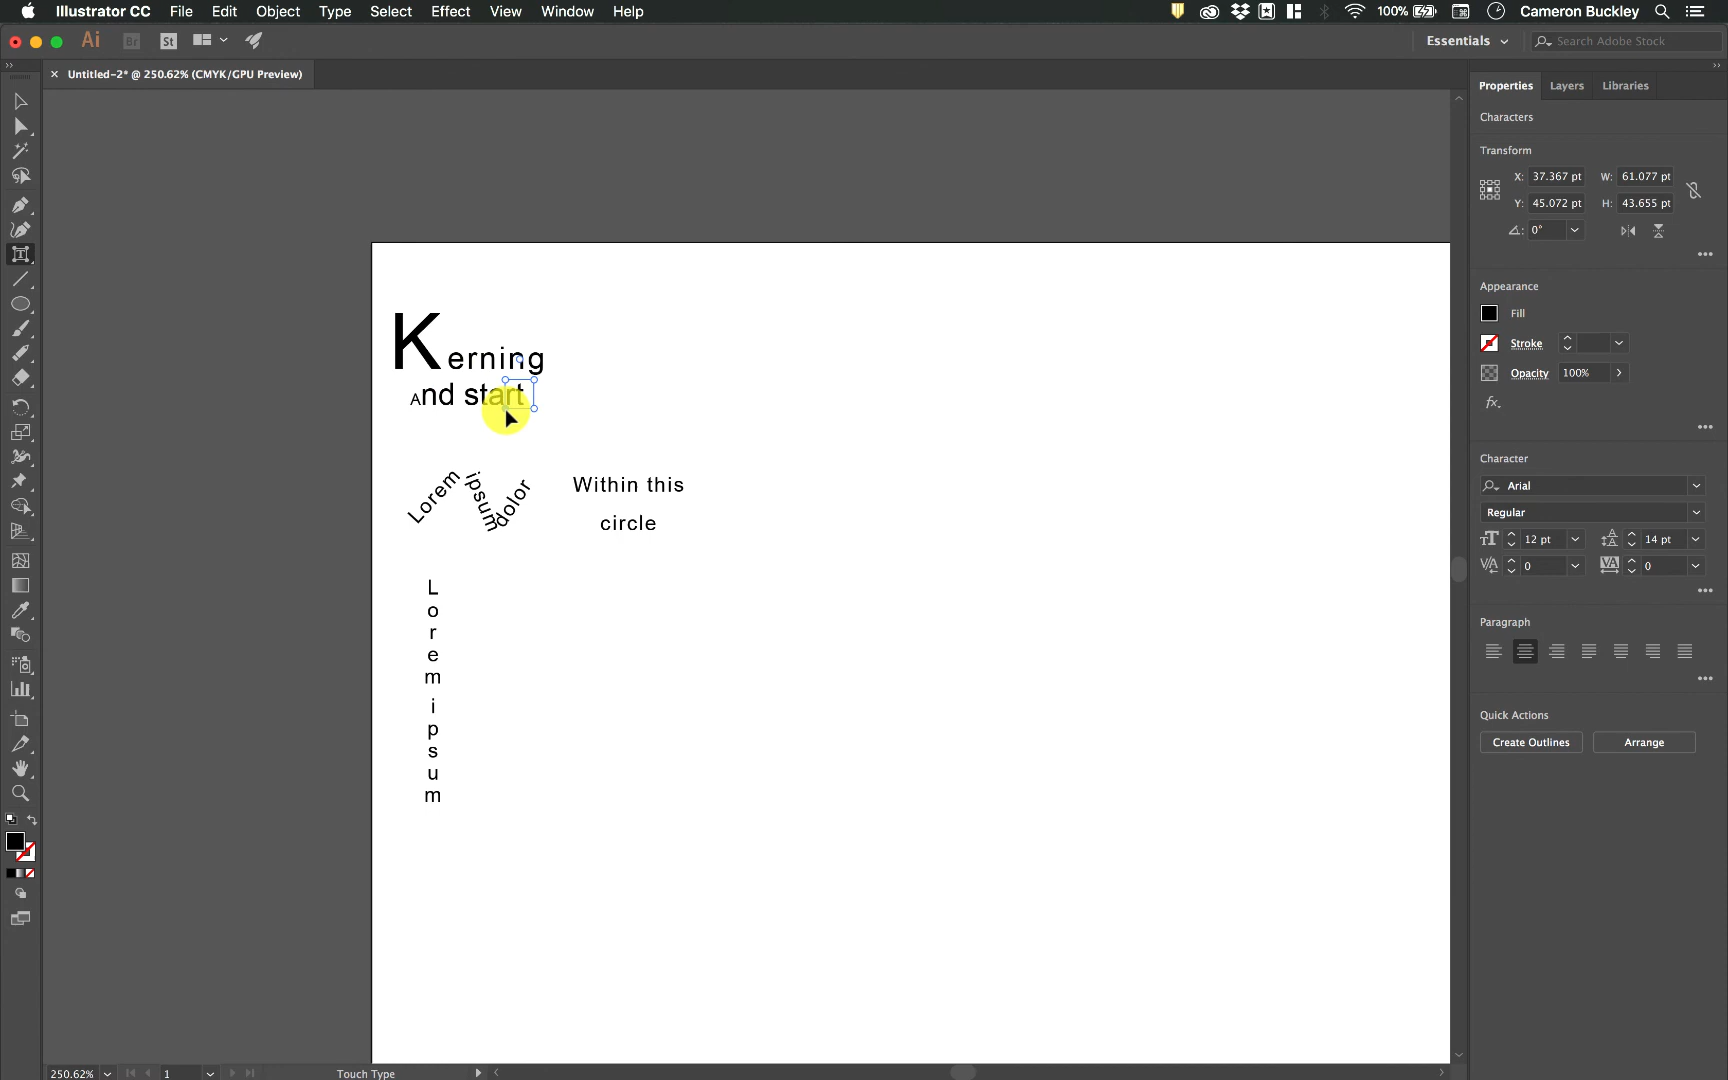 Illustrator CC File Edit Object Type Select Effect View Window Help 100% Cameron Buckley
Ai Br St Essentials Search Adobe Stock
× Untitled-2* @ 250.62% (CMYK/GPU Preview)
Properties Layers Libraries
Characters
Transform
X: 37.367 pt W: 61.077 pt
Y: 45.072 pt H: 43.655 pt
0°
Appearance
Fill
Stroke
Opacity 100%
fx.
Character
Arial
Regular
12 pt 14 pt
0 0
Paragraph
Quick Actions
Create Outlines Arrange
Kerning
And start
Lorem ipsum dolor
Within this
circle
L
o
r
e
m
i
p
s
u
m
250.62% 1 Touch Type